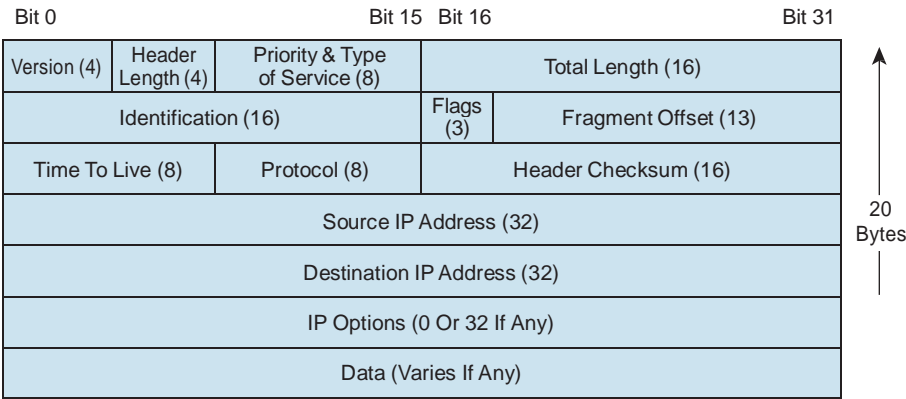 Bit 0 Bit 15 Bit 16 Bit 31
Version (4)
Header
Length (4)
Priority & Type
of Service (8)
Total Length (16)
Identification (16)
Flags
(3)
Fragment Offset (13)
Time To Live (8)
Protocol (8)
Header Checksum (16)
Source IP Address (32)
Destination IP Address (32)
IP Options (0 Or 32 If Any)
Data (Varies If Any)
20
Bytes